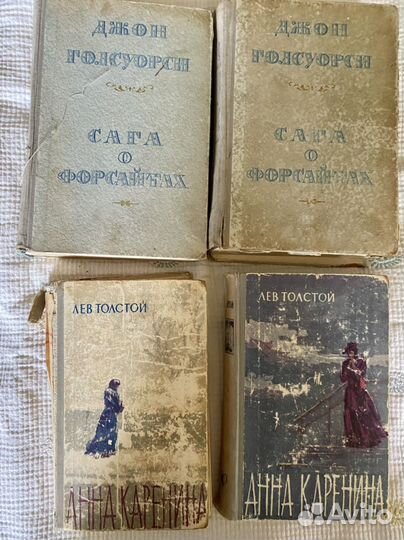 ДЖОН
ГОЛСУОРСИ
САГА
О
ФОРСАЙТАХ
ДЖОН
ГОЛСУОРСИ
САГА
О
ФОРСАЙТАХ
ЛЕВ ТОЛСТОЙ
АННА КАРЕНИНА
ЛЕВ ТОЛСТОЙ
АННА КАРЕНИНА
Avito